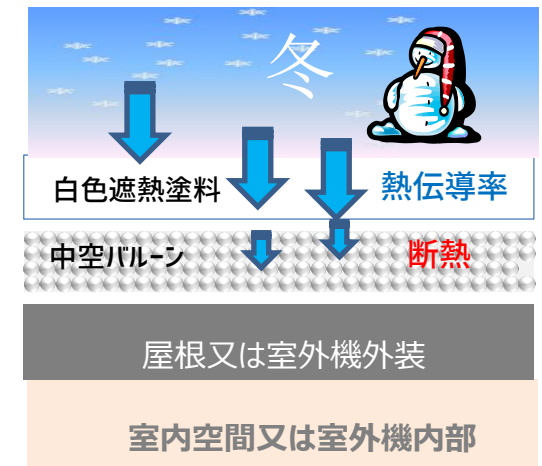 冬
白色遮熱塗料 熱伝導率
中空バルーン 断熱
屋根又は室外機外装
室内空間又は室外機内部